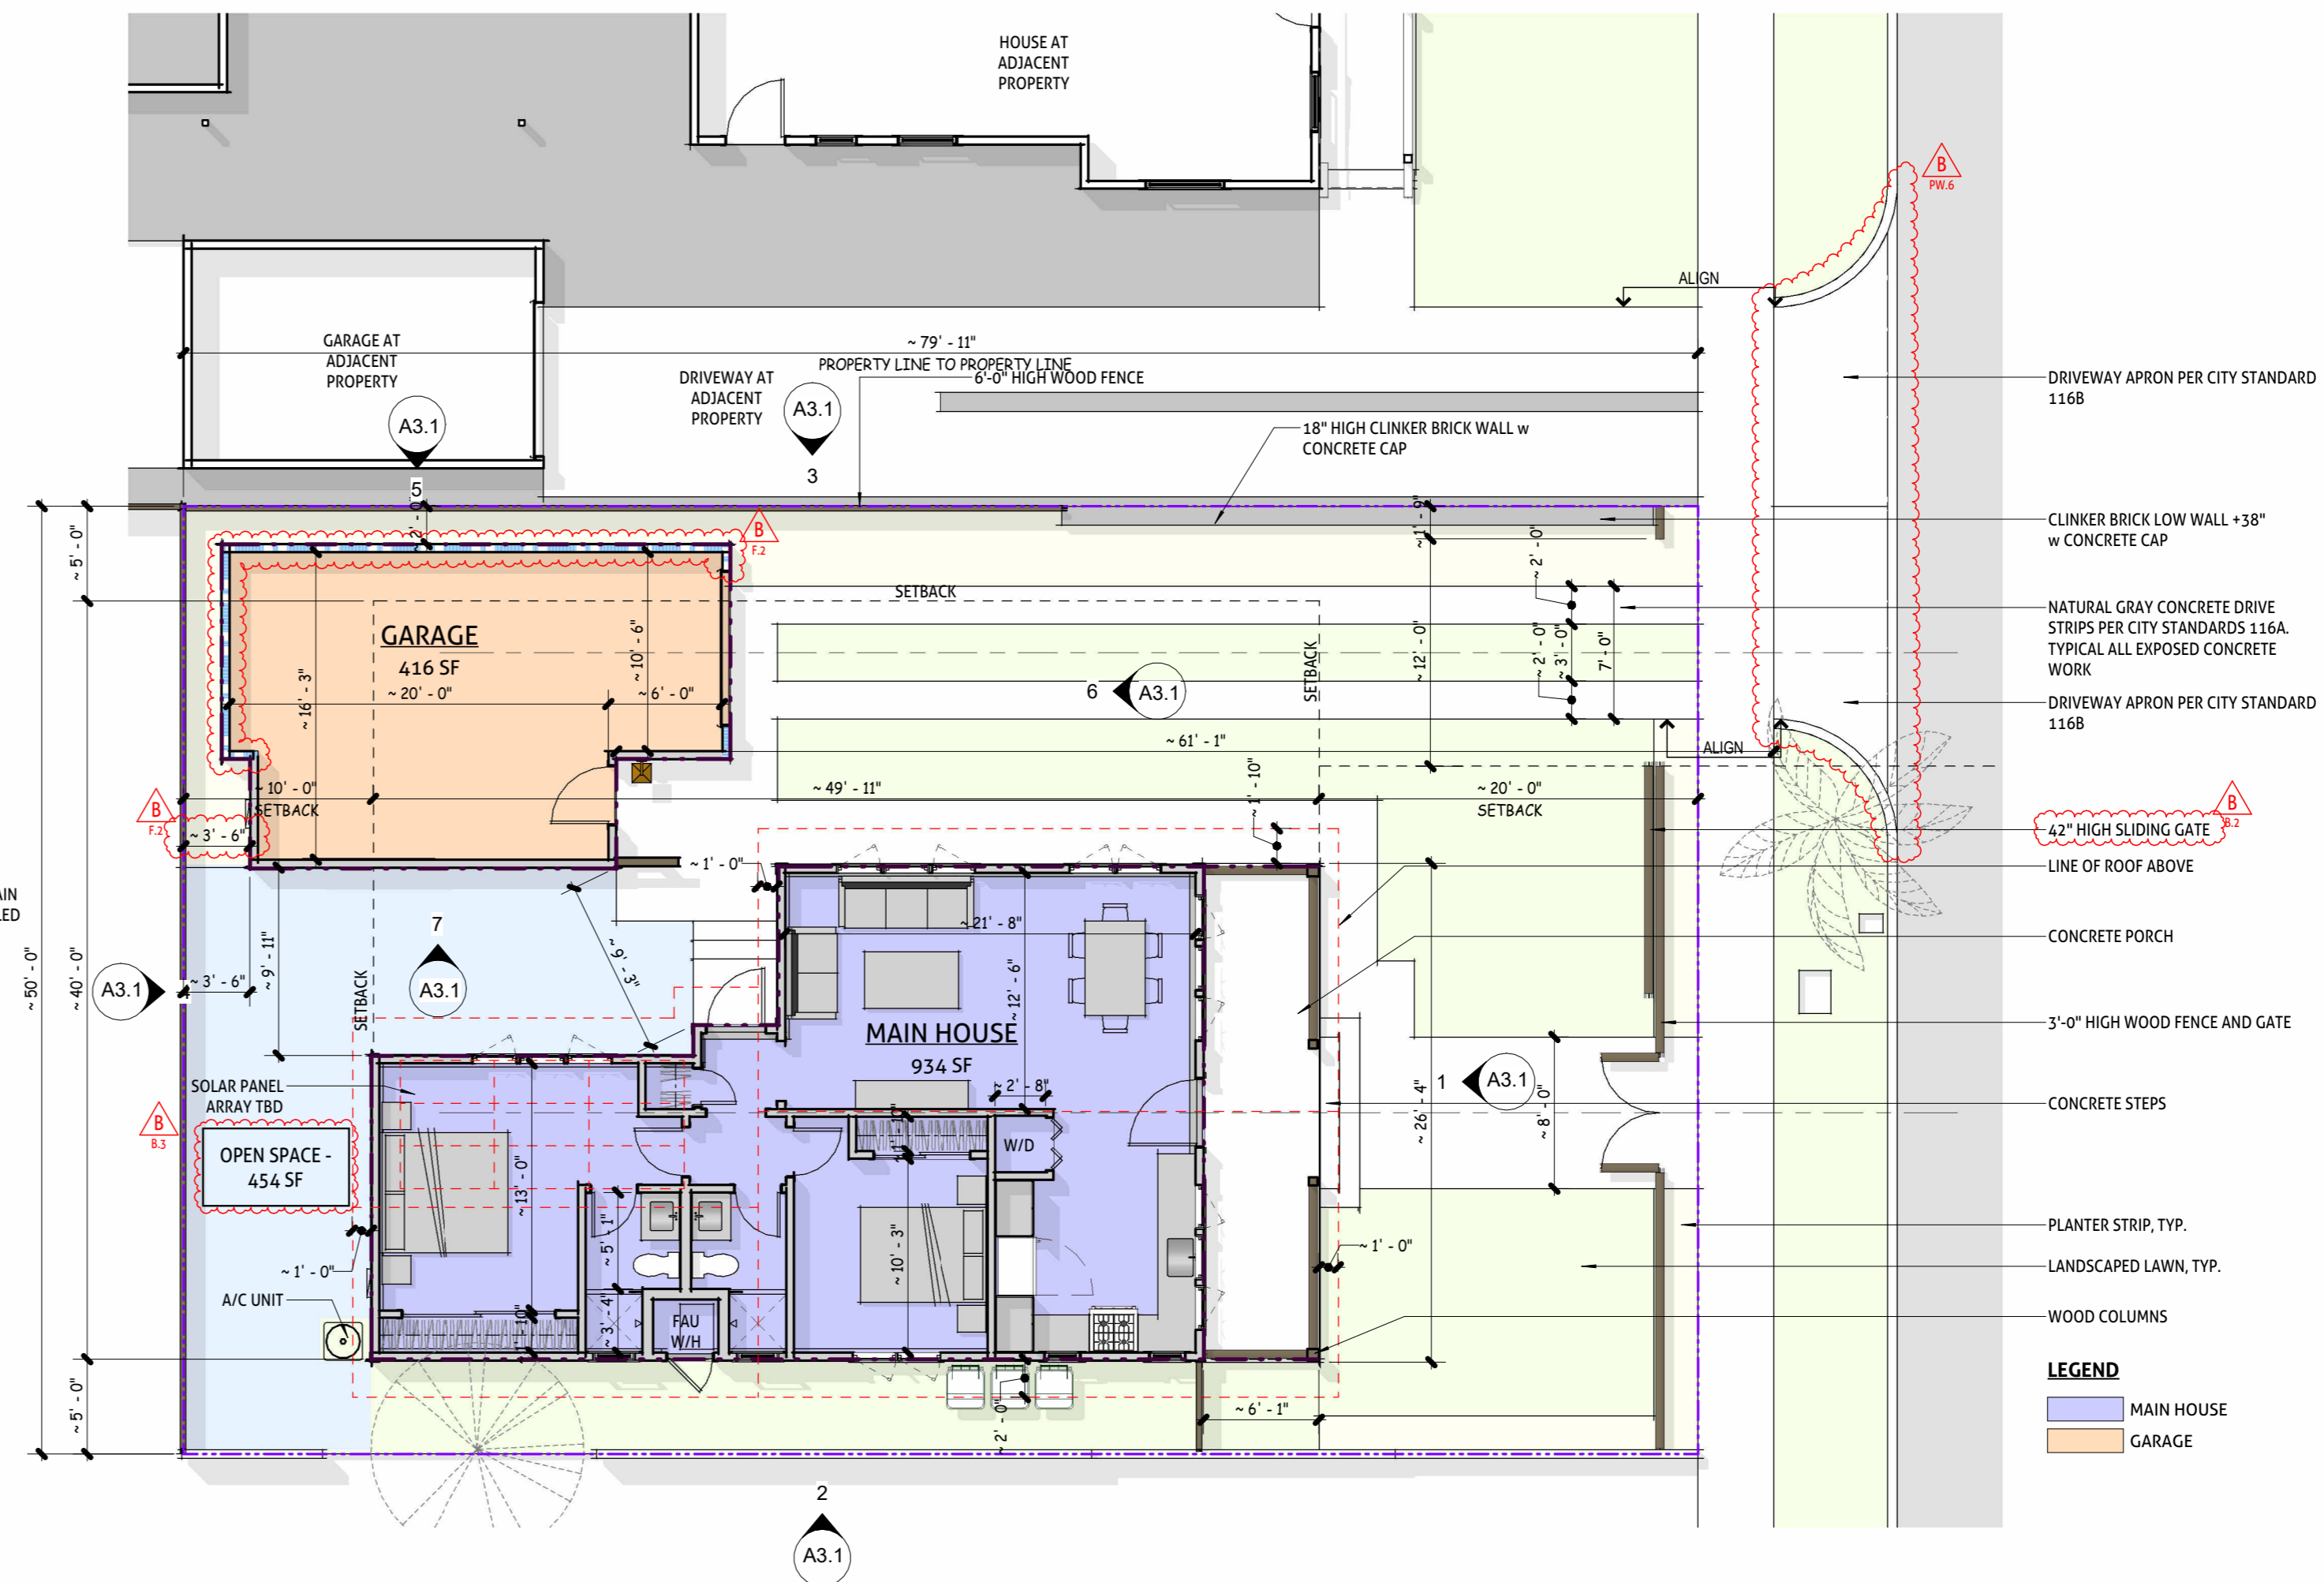 HOUSE AT
ADJACENT
PROPERTY
B
PW.6
ALIGN
GARAGE AT
ADJACENT
PROPERTY
~ 79' - 11"
PROPERTY LINE TO PROPERTY LINE
6'-0" HIGH WOOD FENCE
DRIVEWAY AT
ADJACENT
PROPERTY
A3.1
3
A3.1
5
18" HIGH CLINKER BRICK WALL w
CONCRETE CAP
DRIVEWAY APRON PER CITY STANDARD
116B
CLINKER BRICK LOW WALL +38"
w CONCRETE CAP
NATURAL GRAY CONCRETE DRIVE
STRIPS PER CITY STANDARDS 116A.
TYPICAL ALL EXPOSED CONCRETE
WORK
DRIVEWAY APRON PER CITY STANDARD
116B
42" HIGH SLIDING GATE
B
LINE OF ROOF ABOVE
CONCRETE PORCH
3'-0" HIGH WOOD FENCE AND GATE
CONCRETE STEPS
PLANTER STRIP, TYP.
LANDSCAPED LAWN, TYP.
WOOD COLUMNS
LEGEND
MAIN HOUSE
GARAGE
~ 50' - 0"
~ 5' - 0"
~ 40' - 0"
~ 5' - 0"
B
F.2
~ 1' - 9"
~ 2' - 0"
SETBACK
GARAGE
416 SF
~ 20' - 0"
~ 6' - 0"
~ 16' - 3"
~ 10' - 6"
~ 12' - 0"
~ 2' - 0"
~ 3' - 0"
7' - 0"
SETBACK
6
A3.1
~ 61' - 1"
ALIGN
~ 10' - 0"
SETBACK
~ 49' - 11"
~ 1' - 10"
~ 20' - 0"
SETBACK
B
F.2
~ 3' - 6"
~ 1' - 0"
7
A3.1
~ 9' - 11"
~ 9' - 3"
A3.1
~ 3' - 6"
SETBACK
~ 21' - 8"
~ 12' - 6"
MAIN HOUSE
934 SF
~ 2' - 8"
W/D
~ 26' - 4"
1
A3.1
~ 8' - 0"
SOLAR PANEL
ARRAY TBD
B
B.3
OPEN SPACE -
454 SF
~ 13' - 0"
~ 5' - 1"
~ 3' - 4"
~ 10' - 3"
~ 1' - 0"
A/C UNIT
FAU
W/H
~ 1' - 0"
~ 6' - 1"
~ 2' - 0"
2
A3.1